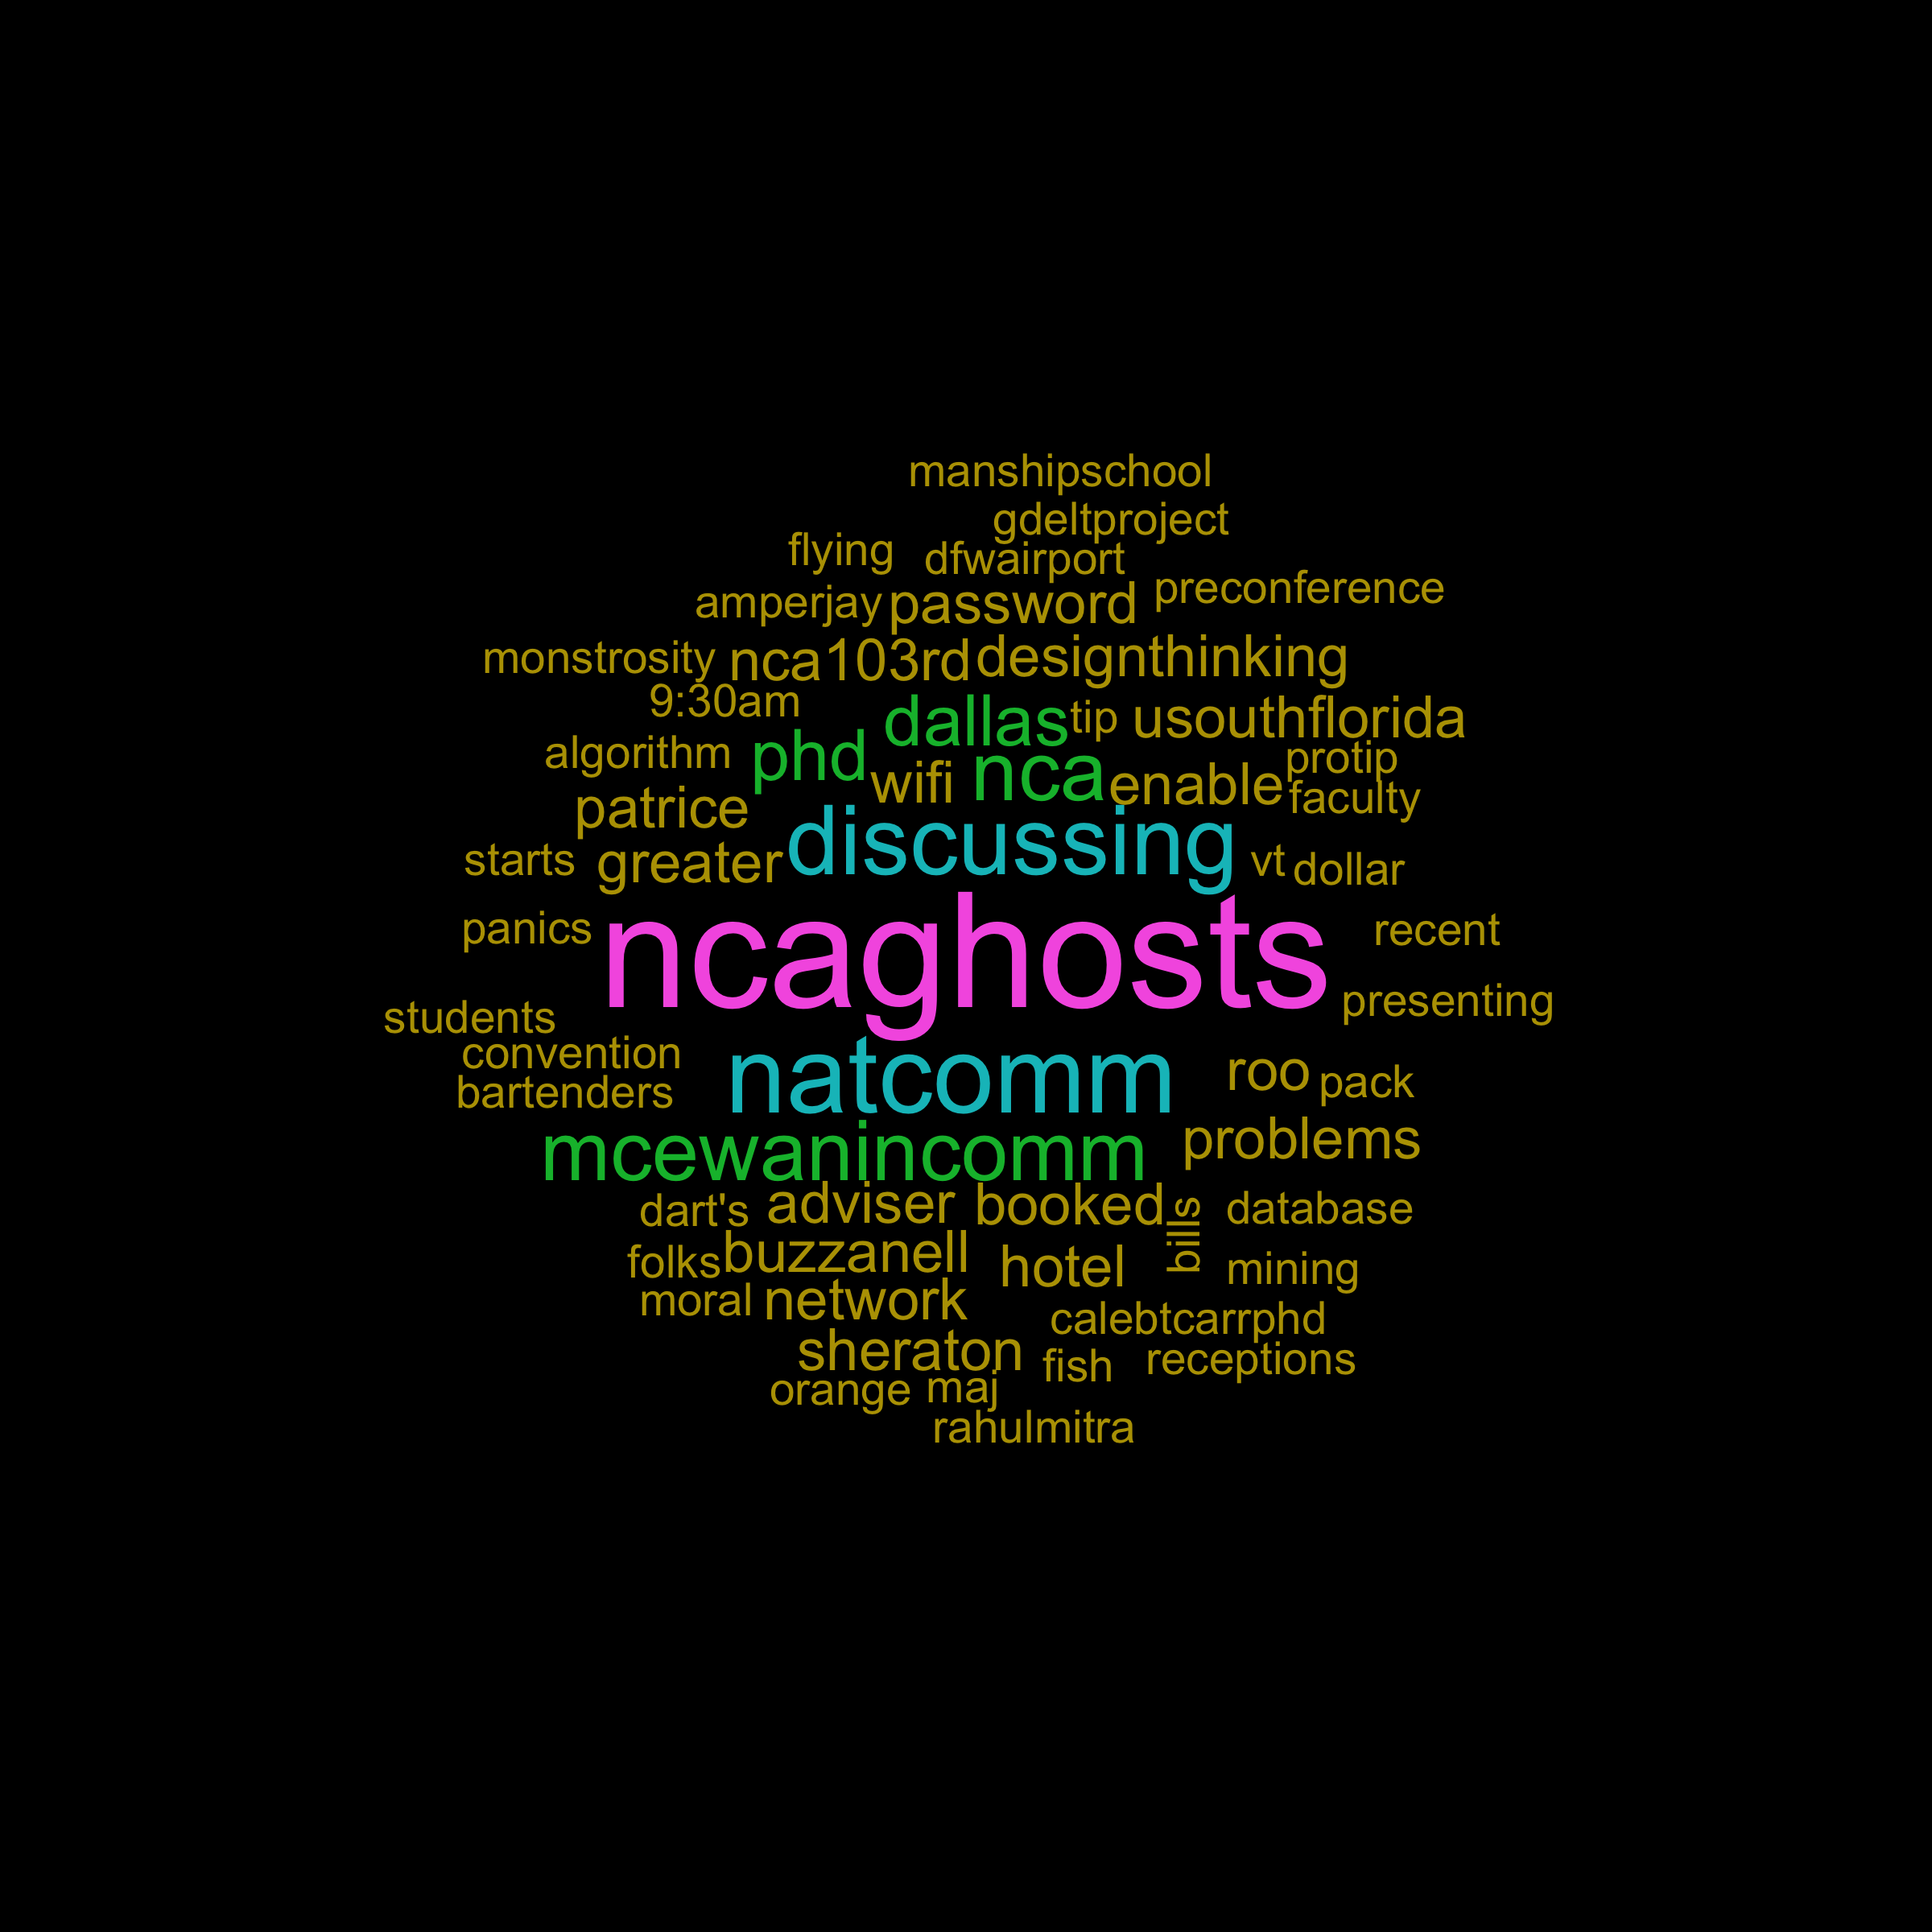 manshipschool
gdeltproject
flying
dfwairport
preconference
amperjay
password
monstrosity
nca103rd
designthinking
9:30am
dallas
tip
usouthflorida
algorithm
phd
wifi
nca
enable
protip
faculty
patrice
starts
greater
discussing
vt
dollar
panics
ncaghosts
recent
students
presenting
convention
bartenders
natcomm
roo
pack
mcewanincomm
problems
dart's
adviser
booked
bills
database
folks
buzzanell
hotel
mining
moral
network
calebtcarrphd
sheraton
fish
receptions
orange
maj
rahulmitra